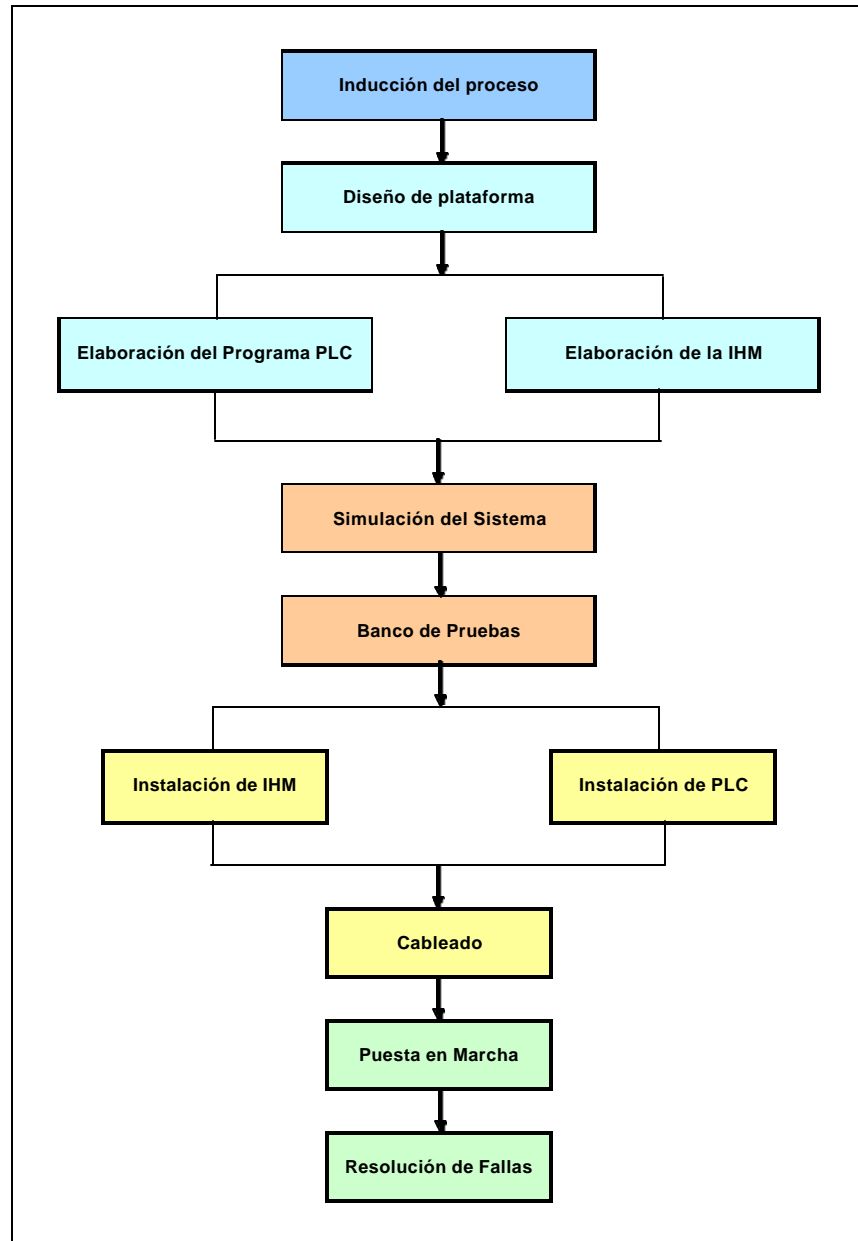 Inducción del proceso
Diseño de plataforma
Elaboración del Programa PLC
Elaboración de la IHM
Simulación del Sistema
Banco de Pruebas
Instalación de IHM
Instalación de PLC
Cableado
Puesta en Marcha
Resolución de Fallas